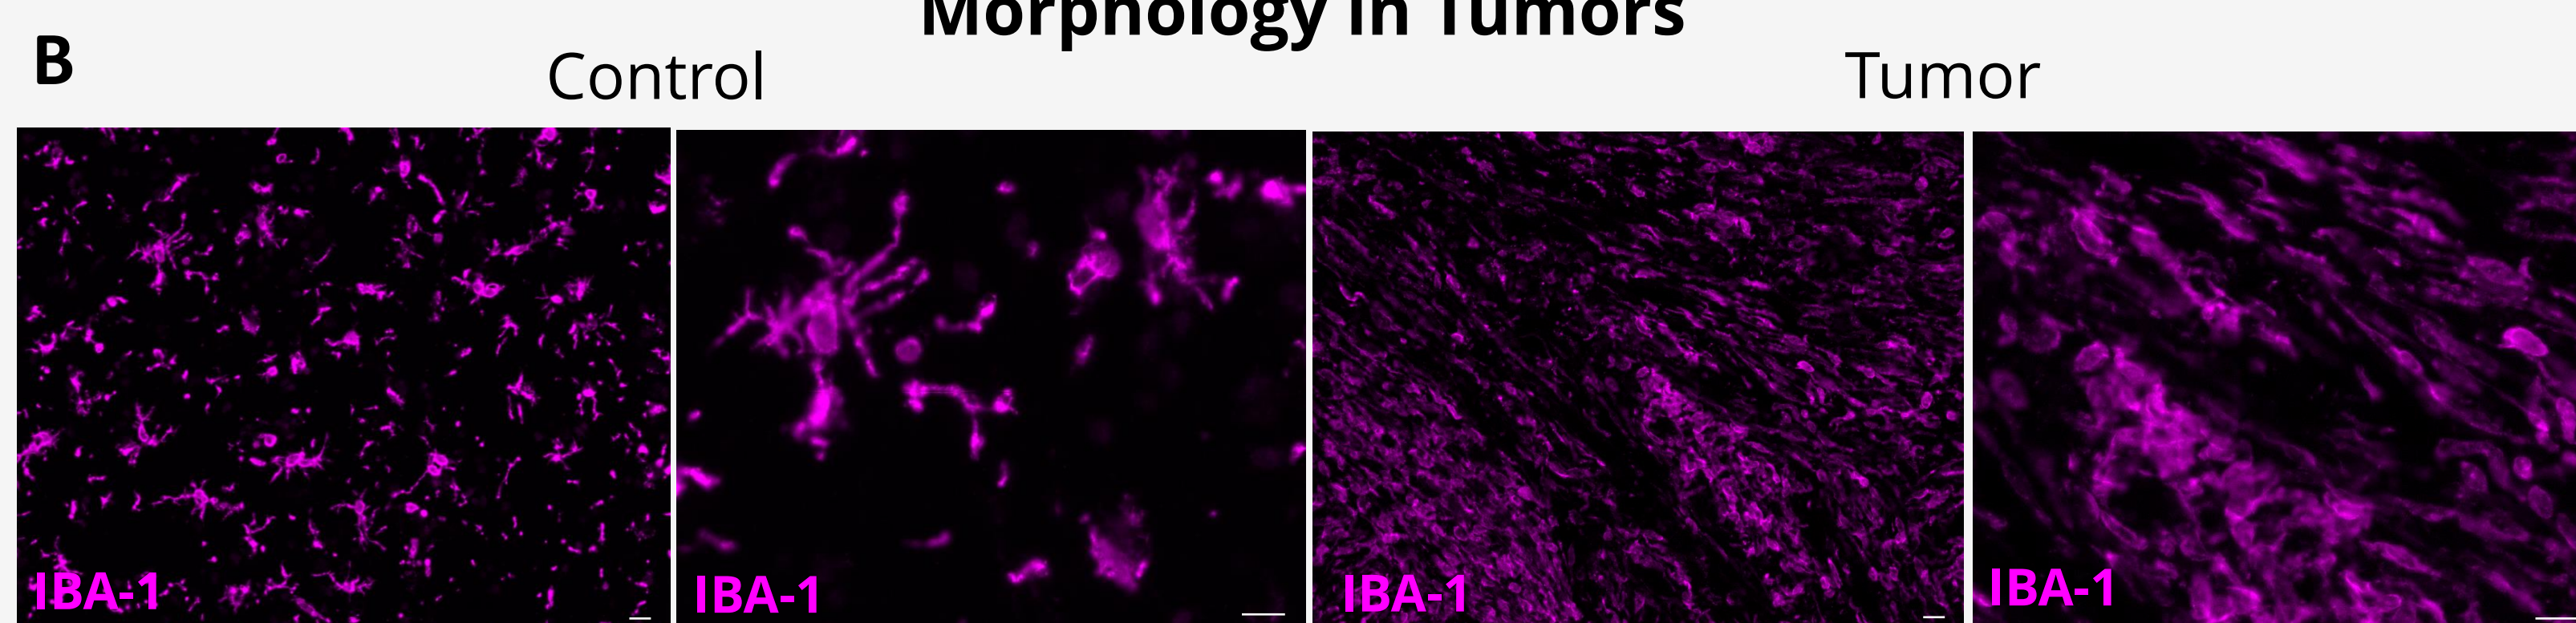 Morphology in Tumors
B
Control
Tumor
IBA-1
IBA-1
IBA-1
IBA-1